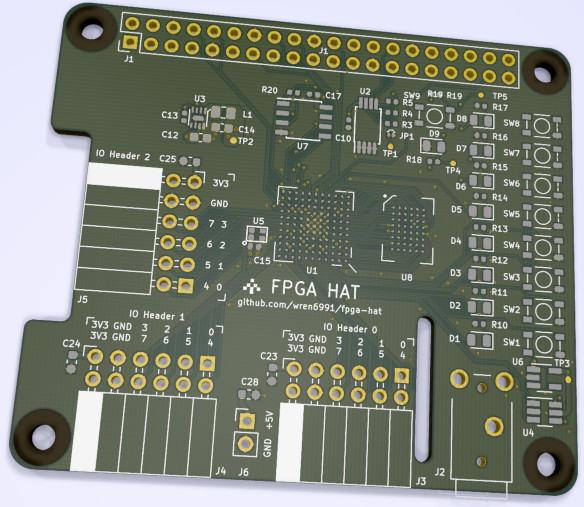 J1
J1
R20
C17
U2
SW9
R19
R19
TP5
U3
R5
R17
C13
L1
R4
D8
SW8
R3
C14
R16
C12
TP2
U7
C10
JP1
D9
TP1
D7
SW7
IO Header 2
C25
R18
TP4
R15
3V3
D6
SW6
R14
GND
7 3
D5
SW5
U5
R13
6 2
D4
SW4
C15
R12
5 1
U1
U8
D3
SW3
4 0
FPGA HAT
R11
J5
github.com/wren6991/fpga-hat
D2
SW2
IO Header 1
IO Header 0
R10
3V3 GND 3 2 1 0
3V3 GND 7 6 5 4
3V3 GND 3 2 1 0
3V3 GND 7 6 5 4
D1
SW1
C24
C23
U6
TP3
C28
+5V
GND
U4
J4
J6
J3
J2